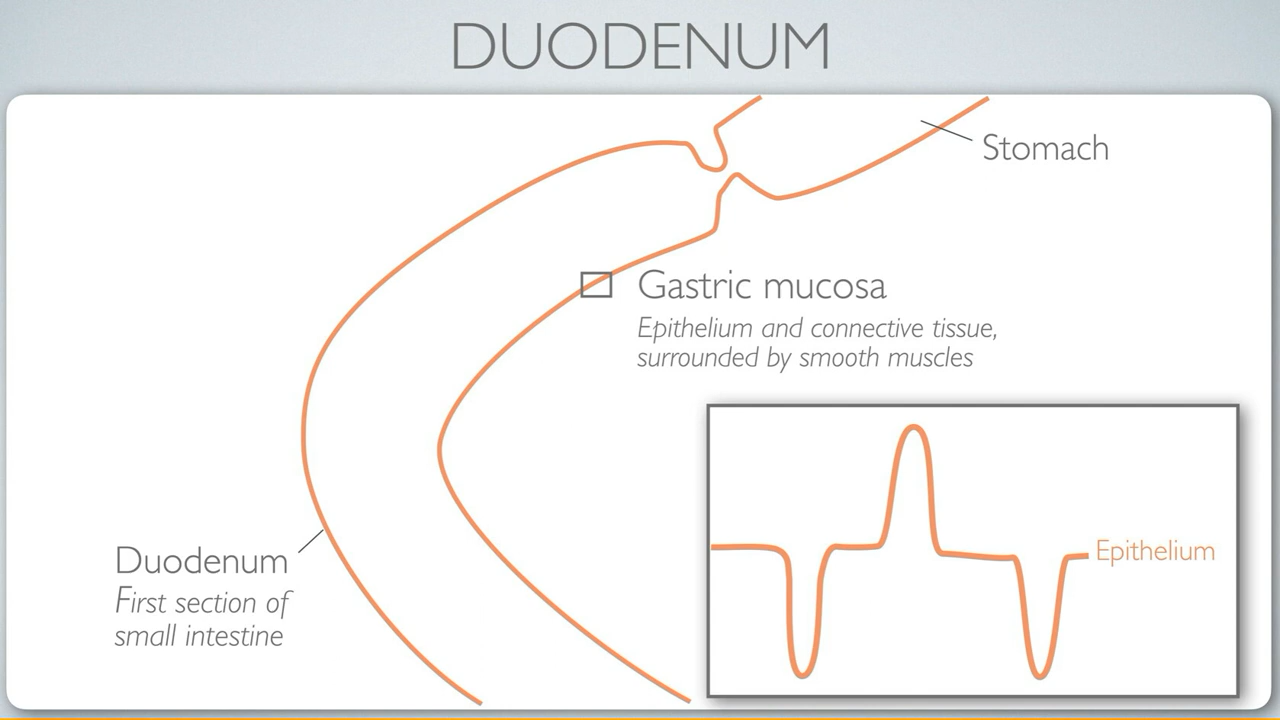 DUODENUM
Stomach
Gastric mucosa
Epithelium and connective tissue,
surrounded by smooth muscles
Epithelium
Duodenum
First section of
small intestine